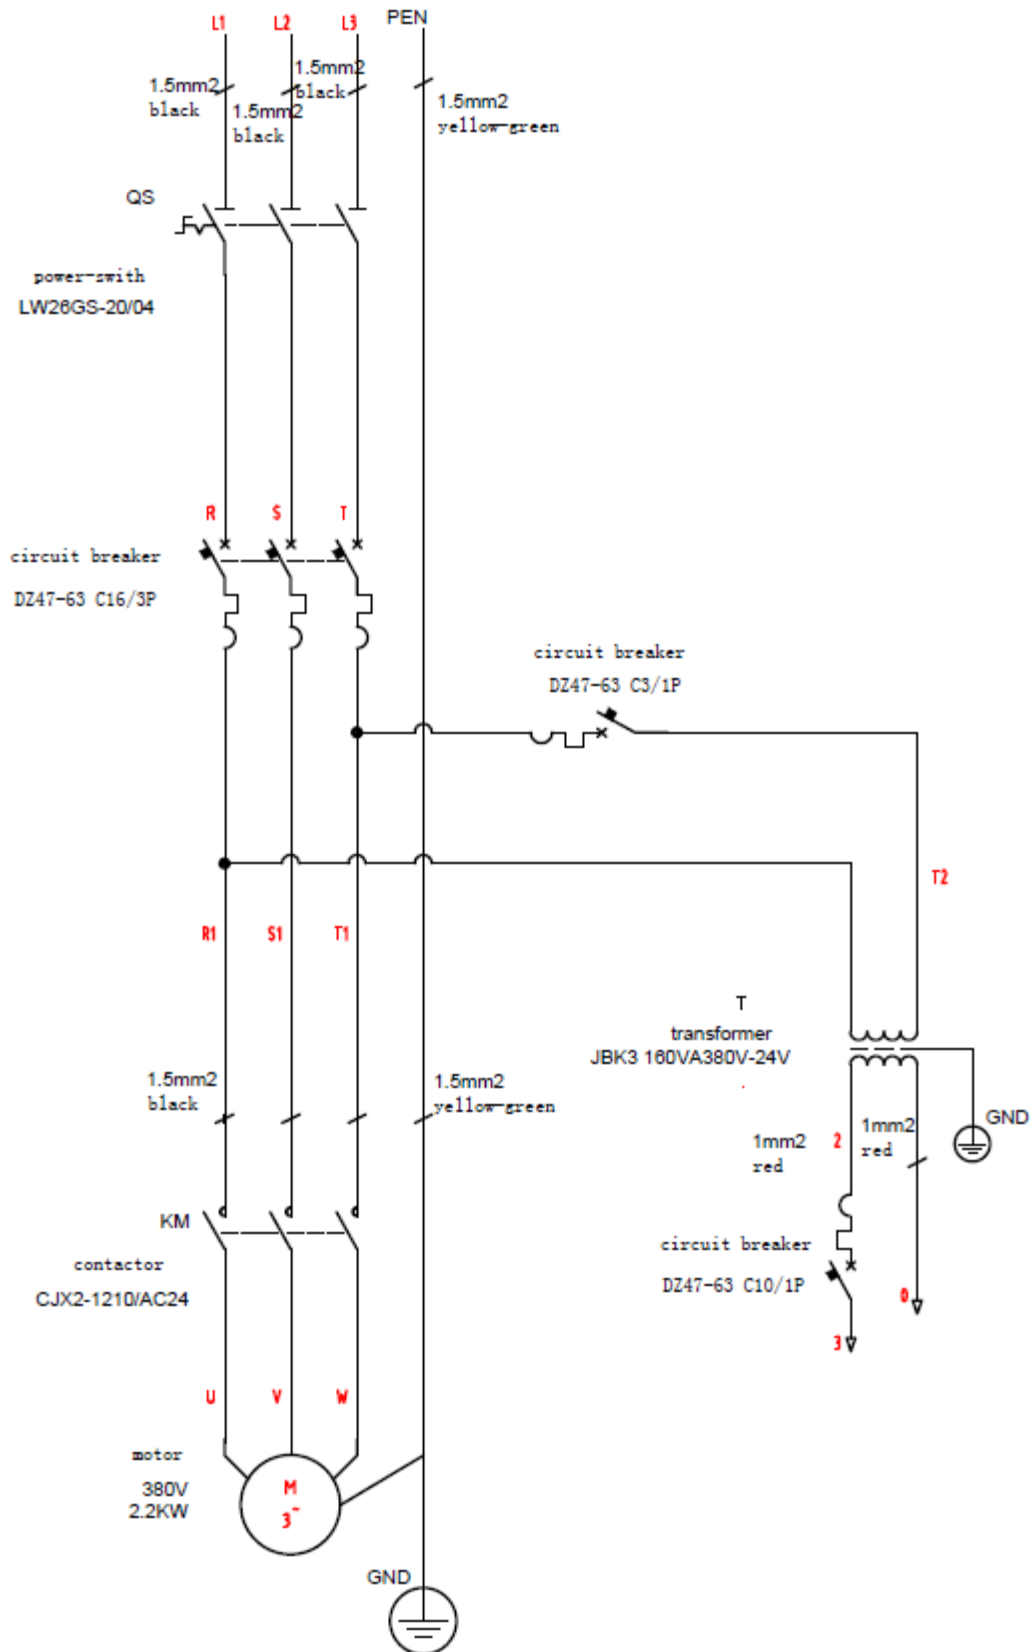 L1
L2
L3
PEN
1.5mm2
black
1.5mm2
black
1.5mm2
black
1.5mm2
yellow-green
QS
power-swith
LW26GS-20/04
R
S
T
circuit breaker
DZ47-63 C16/3P
circuit breaker
DZ47-63 C3/1P
R1
S1
T1
T2
T
transformer
JBK3 160VA380V-24V
GND
1.5mm2
black
1.5mm2
yellow-green
1mm2
red
2
1mm2
red
KM
contactor
CJX2-1210/AC24
circuit breaker
DZ47-63 C10/1P
0
3
U
V
W
motor
380V
2.2KW
M
3~
GND